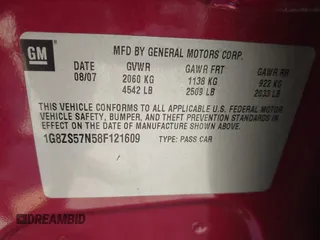 GM
MFD BY GENERAL MOTORS CORP.
DATE GVWR GAWR FRT GAWR RR
08/07 2060 KG 1138 KG 922 KG
4542 LB 2509 LB 2033 LB
THIS VEHICLE CONFORMS TO ALL APPLICABLE U.S. FEDERAL MOTOR
VEHICLE SAFETY, BUMPER, AND THEFT PREVENTION STANDARDS IN
EFFECT ON THE DATE OF MANUFACTURE SHOWN ABOVE.
1G8ZS57N58F121609 TYPE: PASS CAR
DREAMBID